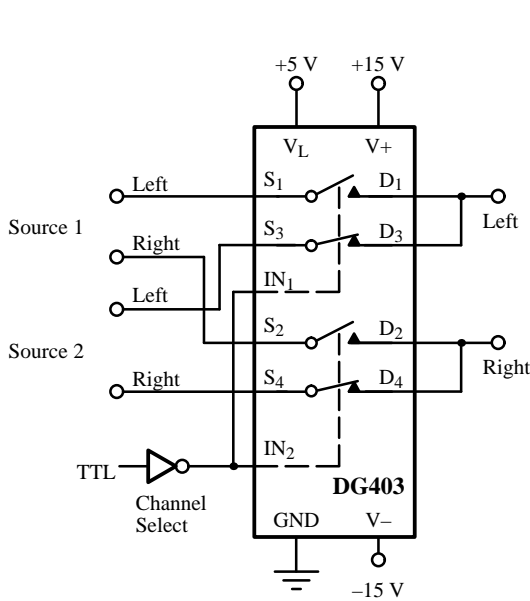 +5 V +15 V
VL V+
Left S1 D1
Left
Source 1
S3 D3
Right
IN1
Left
S2 D2
Source 2
Right
Right S4 D4
IN2
TTL
DG403
Channel
Select
GND V–
–15 V